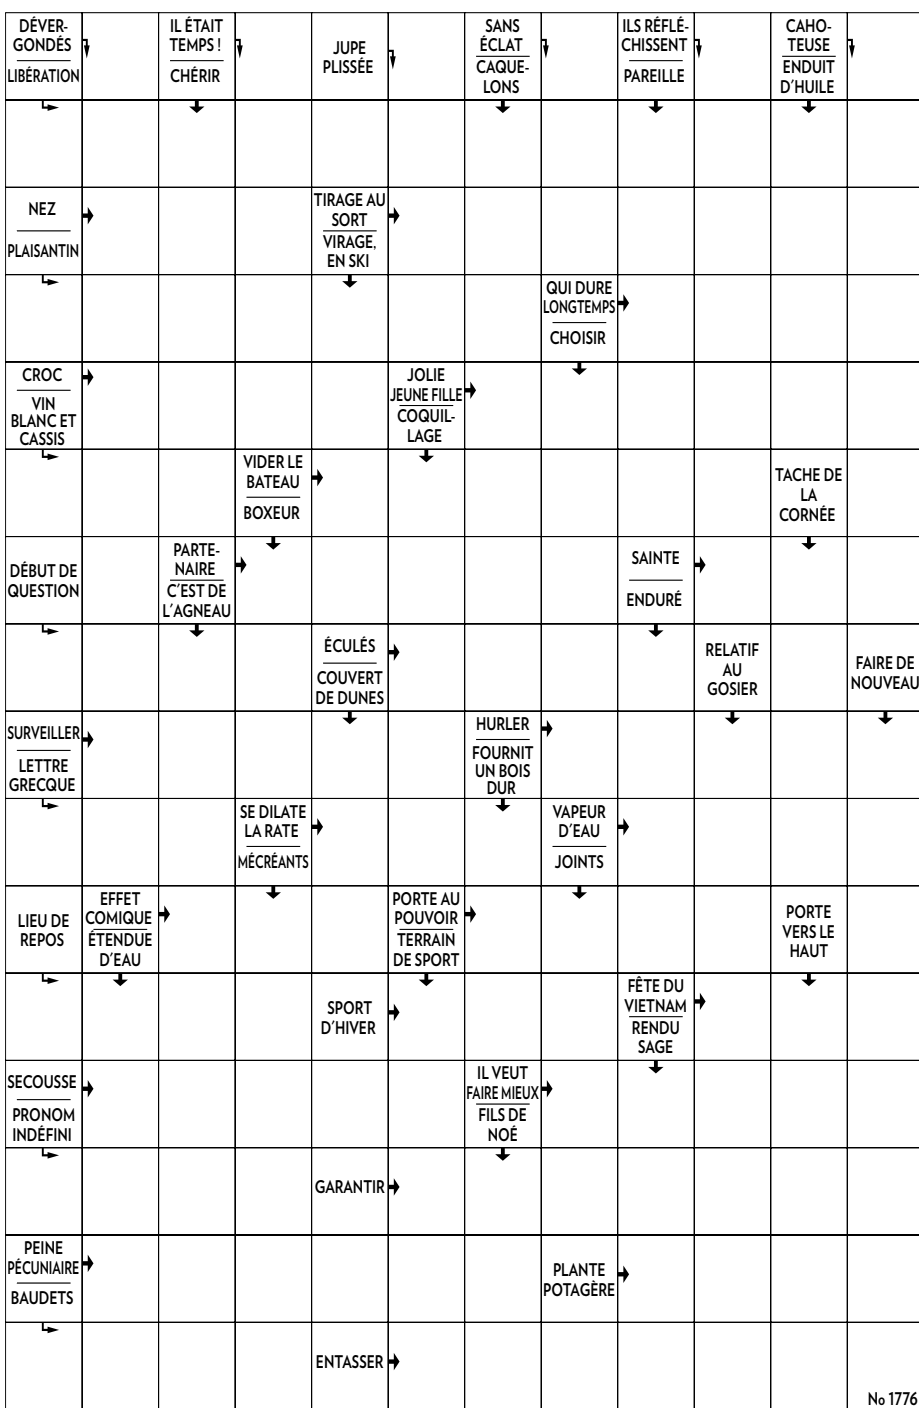 DÉVER-
GONDÉS
LIBÉRATION
IL ÉTAIT
TEMPS !
CHÉRIR
JUPE
PLISSÉE
SANS
ÉCLAT
CAQUE-
LONS
ILS RÉFLÉ-
CHISSENT
PAREILLE
CAHO-
TEUSE
ENDUIT
D'HUILE
NEZ
PLAISANTIN
TIRAGE AU
SORT
VIRAGE,
EN SKI
QUI DURE
LONGTEMPS
CHOISIR
CROC
VIN
BLANC ET
CASSIS
JOLIE
JEUNE FILLE
COQUIL-
LAGE
VIDER LE
BATEAU
BOXEUR
TACHE DE
LA
CORNÉE
DÉBUT DE
QUESTION
PARTE-
NAIRE
C'EST DE
L'AGNEAU
SAINTE
ENDURÉ
ÉCULÉS
COUVERT
DE DUNES
RELATIF
AU
GOSIER
FAIRE DE
NOUVEAU
SURVEILLER
LETTRE
GRECQUE
HURLER
FOURNIT
UN BOIS
DUR
SE DILATE
LA RATE
MÉCRÉANTS
VAPEUR
D'EAU
JOINTS
LIEU DE
REPOS
EFFET
COMIQUE
ÉTENDUE
D'EAU
PORTE AU
POUVOIR
TERRAIN
DE SPORT
PORTE
VERS LE
HAUT
SPORT
D'HIVER
FÊTE DU
VIETNAM
RENDU
SAGE
SECOUSSE
PRONOM
INDÉFINI
IL VEUT
FAIRE MIEUX
FILS DE
NOÉ
GARANTIR
PEINE
PÉCUNIAIRE
BAUDETS
PLANTE
POTAGÈRE
ENTASSER
No 1776